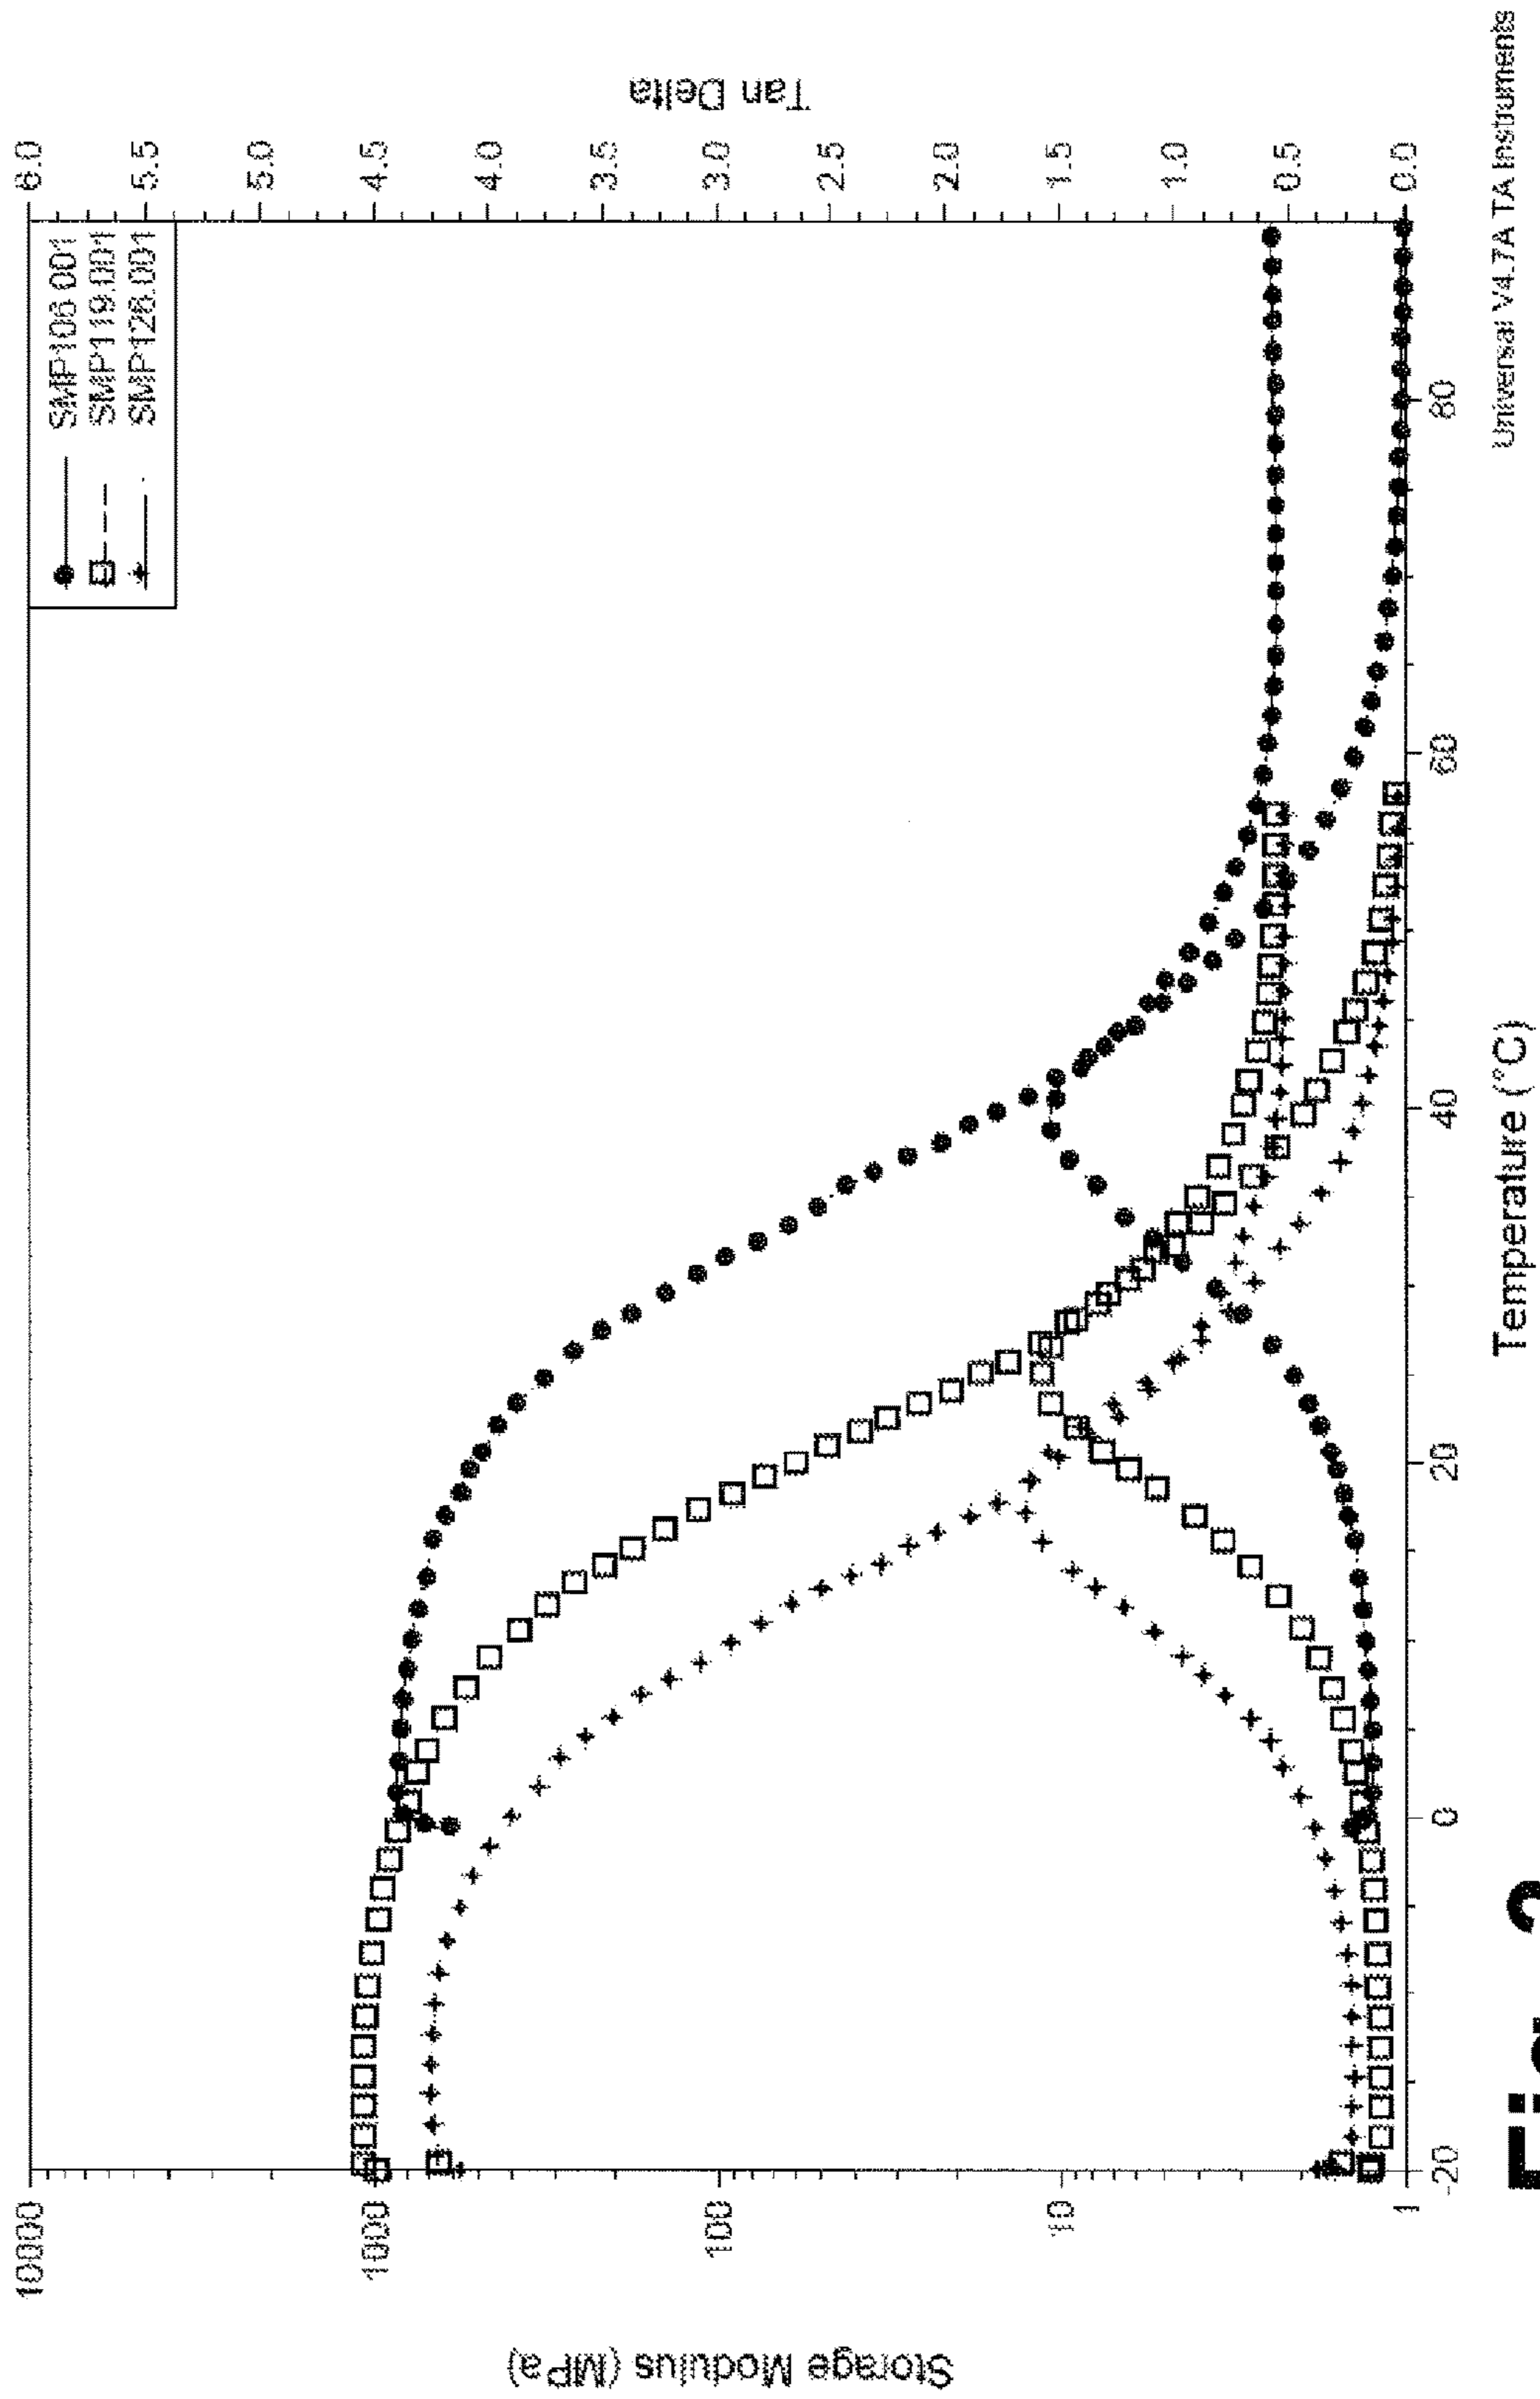 10000
1000
100
10
1
Storage Modulus (MPa)
SMP106.001
SMP119.001
SMP126.001
6.0
5.5
5.0
4.5
4.0
3.5
3.0
2.5
2.0
1.5
1.0
0.5
0.0
Tan Delta
-20 0 20 40 60 80
Temperature (°C)
Universal V4.7A TA Instruments
Fig.